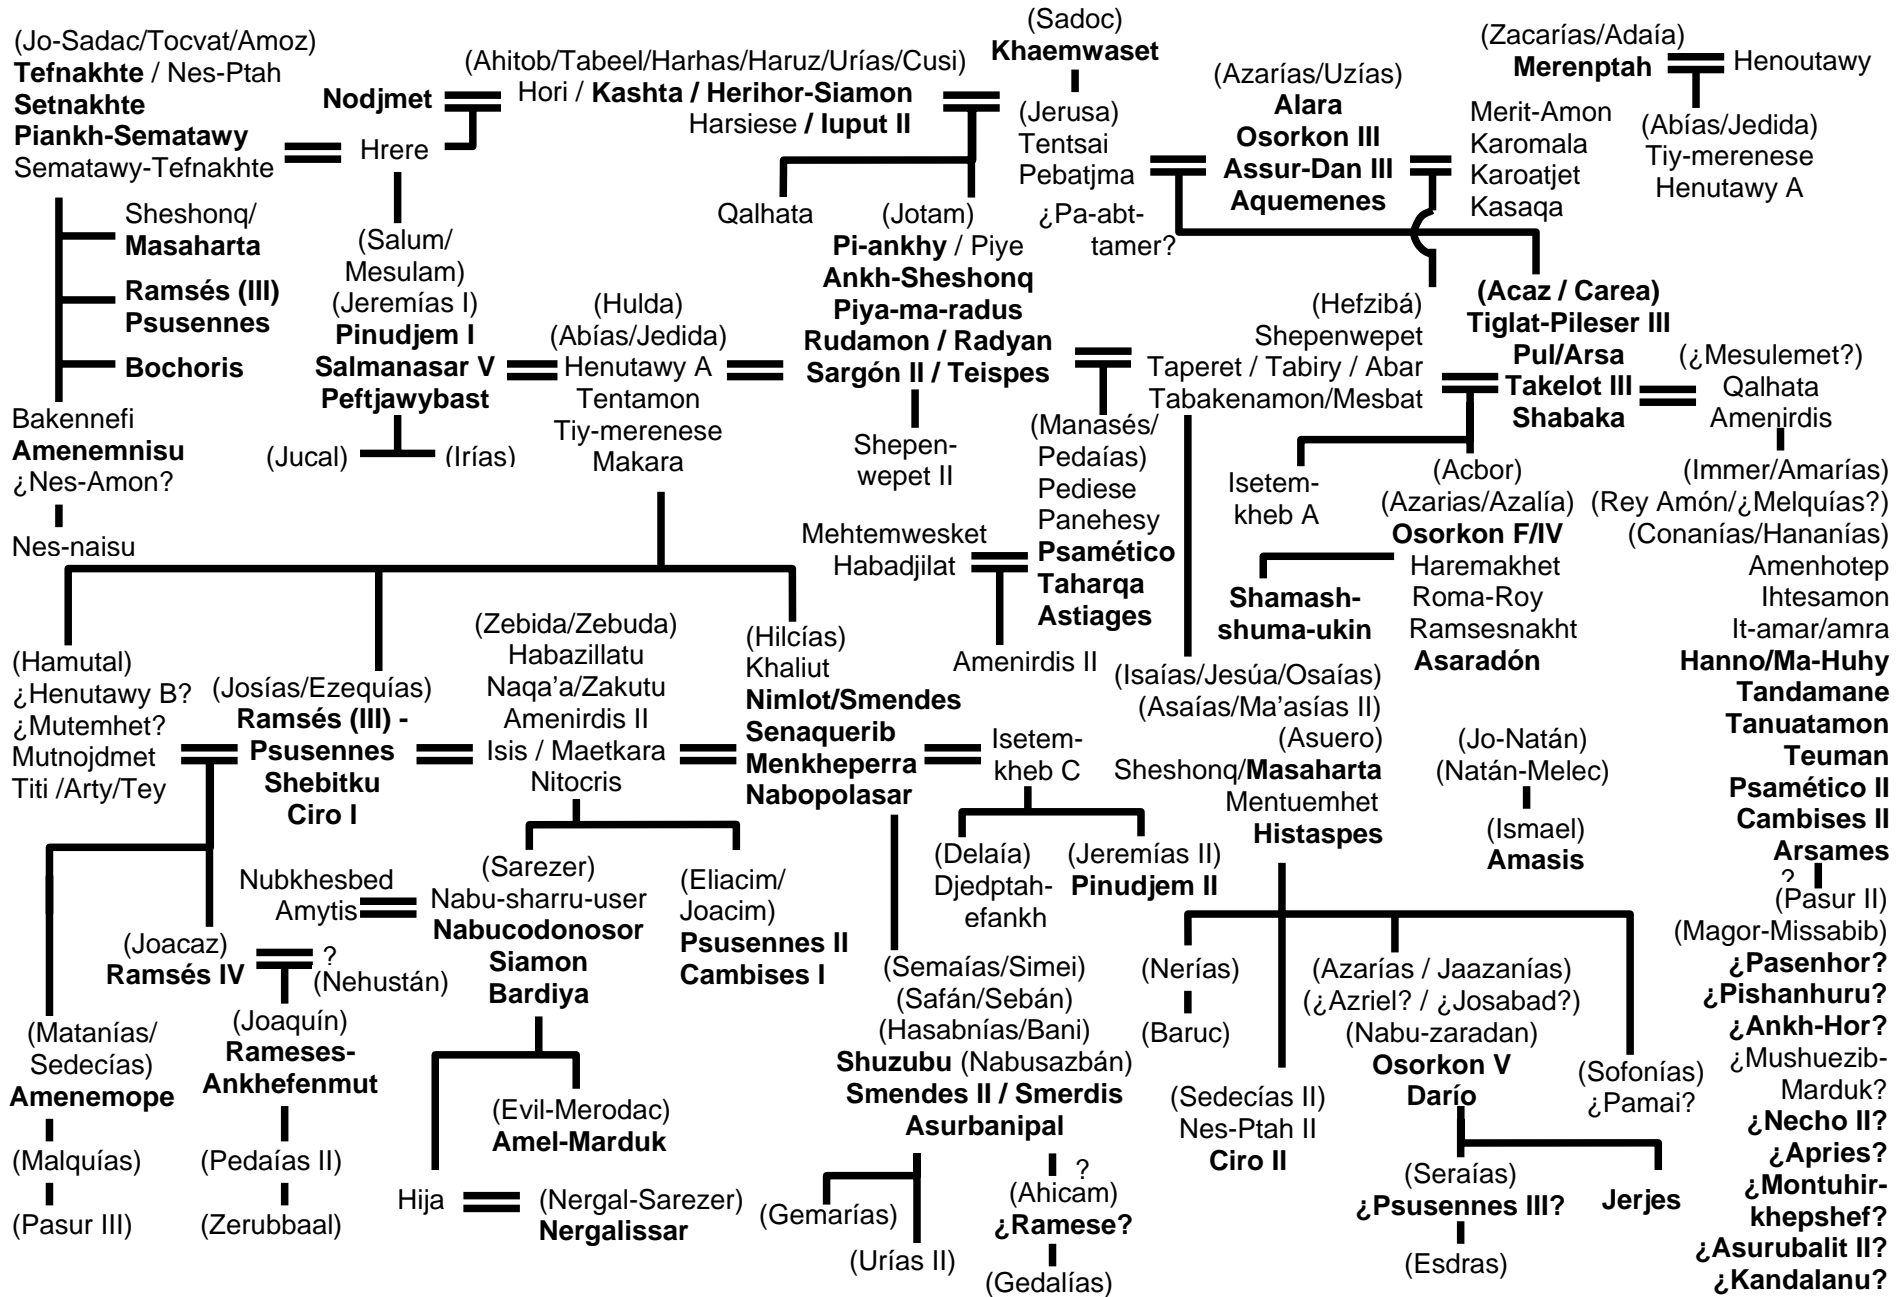 (Jo-Sadac/Tocvat/Amoz)
Tefnakhte / Nes-Ptah
Setnakhte
Piankh-Sematawy
Sematawy-Tefnakhte
Nodjmet
Hrere
(Ahitob/Tabeel/Harhas/Haruz/Urías/Cusi)
Hori / Kashta / Herihor-Siamon
Harsiese / Iuput II
(Sadoc)
Khaemwaset
(Jerusa)
Tentsai
Pebatjma
¿Pa-abt-
tamer?
(Azarías/Uzías)
Alara
Osorkon III
Assur-Dan III
Aquemenes
(Zacarías/Adaía)
Merenptah
Henoutawy
Merit-Amon
Karomala
Karoatjet
Kasaqa
(Abías/Jedida)
Tiy-merenese
Henutawy A
Sheshonq/
Masaharta
Ramsés (III)
Psusennes
Bochoris
Bakennefi
Amenemnisu
¿Nes-Amon?
Nes-naisu
(Salum/
Mesulam)
(Jeremías I)
Pinudjem I
Salmanasar V
Peftjawybast
(Jucal)
(Irías)
(Hulda)
(Abías/Jedida)
Henutawy A
Tentamon
Tiy-merenese
Makara
Qalhata
(Jotam)
Pi-ankhy / Piye
Ankh-Sheshonq
Piya-ma-radus
Rudamon / Radyan
Sargón II / Teispes
Shepen-
wepet II
(Hefzibá)
Shepenwepet
Taperet / Tabiry / Abar
Tabakenamon/Mesbat
(Acaz / Carea)
Tiglat-Pileser III
Pul/Arsa
Takelot III
Shabaka
(¿Mesulemet?)
Qalhata
Amenirdis
(Manasés/
Pedaías)
Pediese
Panehesy
Psamético
Taharqa
Astiages
Mehtemwesket
Habadjilat
Amenirdis II
Isetem-
kheb A
(Acbor)
(Azarias/Azalía)
Osorkon F/IV
Haremakhet
Roma-Roy
Ramsesnakht
Asaradón
Shamash-
shuma-ukin
(Immer/Amarías)
(Rey Amón/¿Melquías?)
(Conanías/Hananías)
Amenhotep
Ihtesamon
It-amar/amra
Hanno/Ma-Huhy
Tandamane
Tanuatamon
Teuman
Psamético II
Cambises II
Arsames
?
(Pasur II)
(Magor-Missabib)
¿Pasenhor?
¿Pishanhuru?
¿Ankh-Hor?
¿Mushuezib-
Marduk?
¿Necho II?
¿Apries?
¿Montuhir-
khepshef?
¿Asurubalit II?
¿Kandalanu?
(Hamutal)
¿Henutawy B?
¿Mutemhet?
Mutnojdmet
Titi /Arty/Tey
(Josías/Ezequías)
Ramsés (III) -
Psusennes
Shebitku
Ciro I
(Zebida/Zebuda)
Habazillatu
Naqa'a/Zakutu
Amenirdis II
Isis / Maetkara
Nitocris
(Hilcías)
Khaliut
Nimlot/Smendes
Senaquerib
Menkheperra
Nabopolasar
Isetem-
kheb C
(Isaías/Jesúa/Osaías)
(Asaías/Ma'asías II)
(Asuero)
Sheshonq/Masaharta
Mentuemhet
Histaspes
(Jo-Natán)
(Natán-Melec)
(Ismael)
Amasis
(Delaía)
Djedptah-
efankh
(Jeremías II)
Pinudjem II
Nubkhesbed
Amytis
(Sarezer)
Nabu-sharru-user
Nabucodonosor
Siamon
Bardiya
(Eliacim/
Joacim)
Psusennes II
Cambises I
(Joacaz)
Ramsés IV
?
(Nehustán)
(Matanías/
Sedecías)
Amenemope
(Malquías)
(Pasur III)
(Joaquín)
Rameses-
Ankhefenmut
(Pedaías II)
(Zerubbaal)
(Evil-Merodac)
Amel-Marduk
Hija
(Nergal-Sarezer)
Nergalissar
(Semaías/Simei)
(Safán/Sebán)
(Hasabnías/Bani)
Shuzubu (Nabusazbán)
Smendes II / Smerdis
Asurbanipal
(Gemarías)
(Urías II)
?
(Ahicam)
¿Ramese?
(Gedalías)
(Nerías)
(Baruc)
(Sedecías II)
Nes-Ptah II
Ciro II
(Azarías / Jaazanías)
(¿Azriel? / ¿Josabad?)
(Nabu-zaradan)
Osorkon V
Darío
(Sofonías)
¿Pamai?
(Seraías)
¿Psusennes III?
(Esdras)
Jerjes